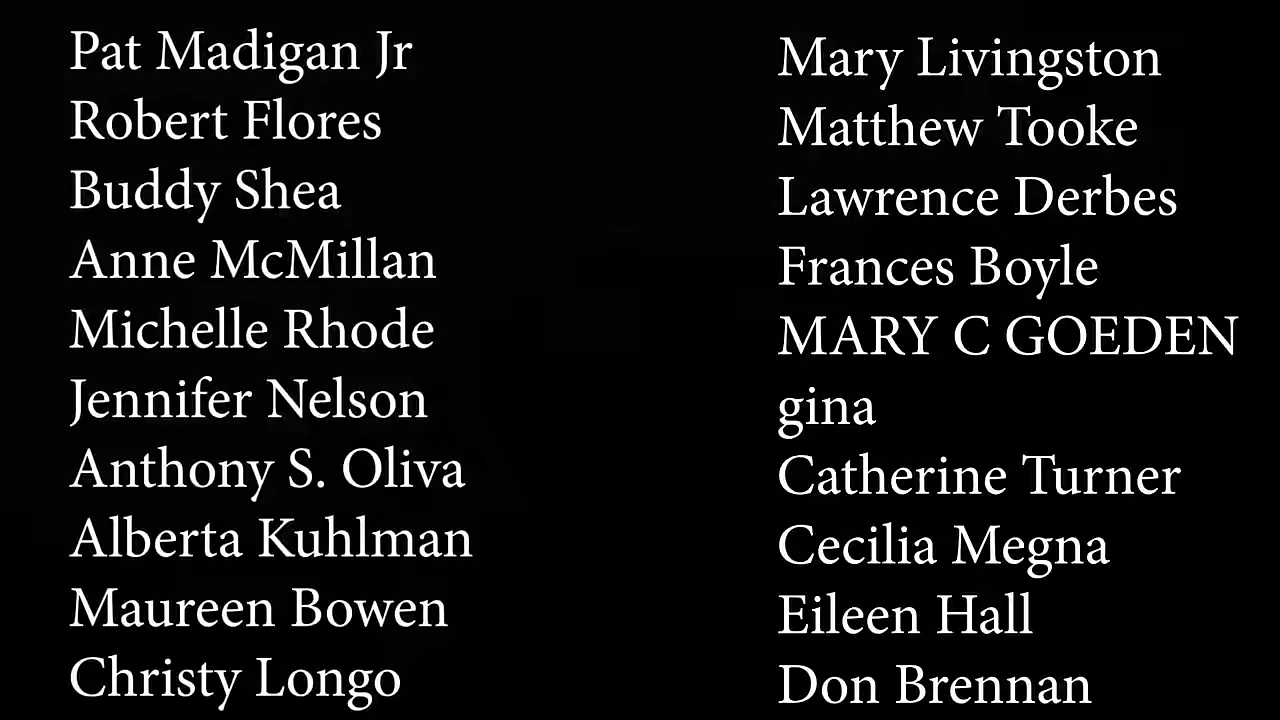 Pat Madigan Jr
Robert Flores
Buddy Shea
Anne McMillan
Michelle Rhode
Jennifer Nelson
Anthony S. Oliva
Alberta Kuhlman
Maureen Bowen
Christy Longo
Mary Livingston
Matthew Tooke
Lawrence Derbes
Frances Boyle
MARY C GOEDEN
gina
Catherine Turner
Cecilia Megna
Eileen Hall
Don Brennan